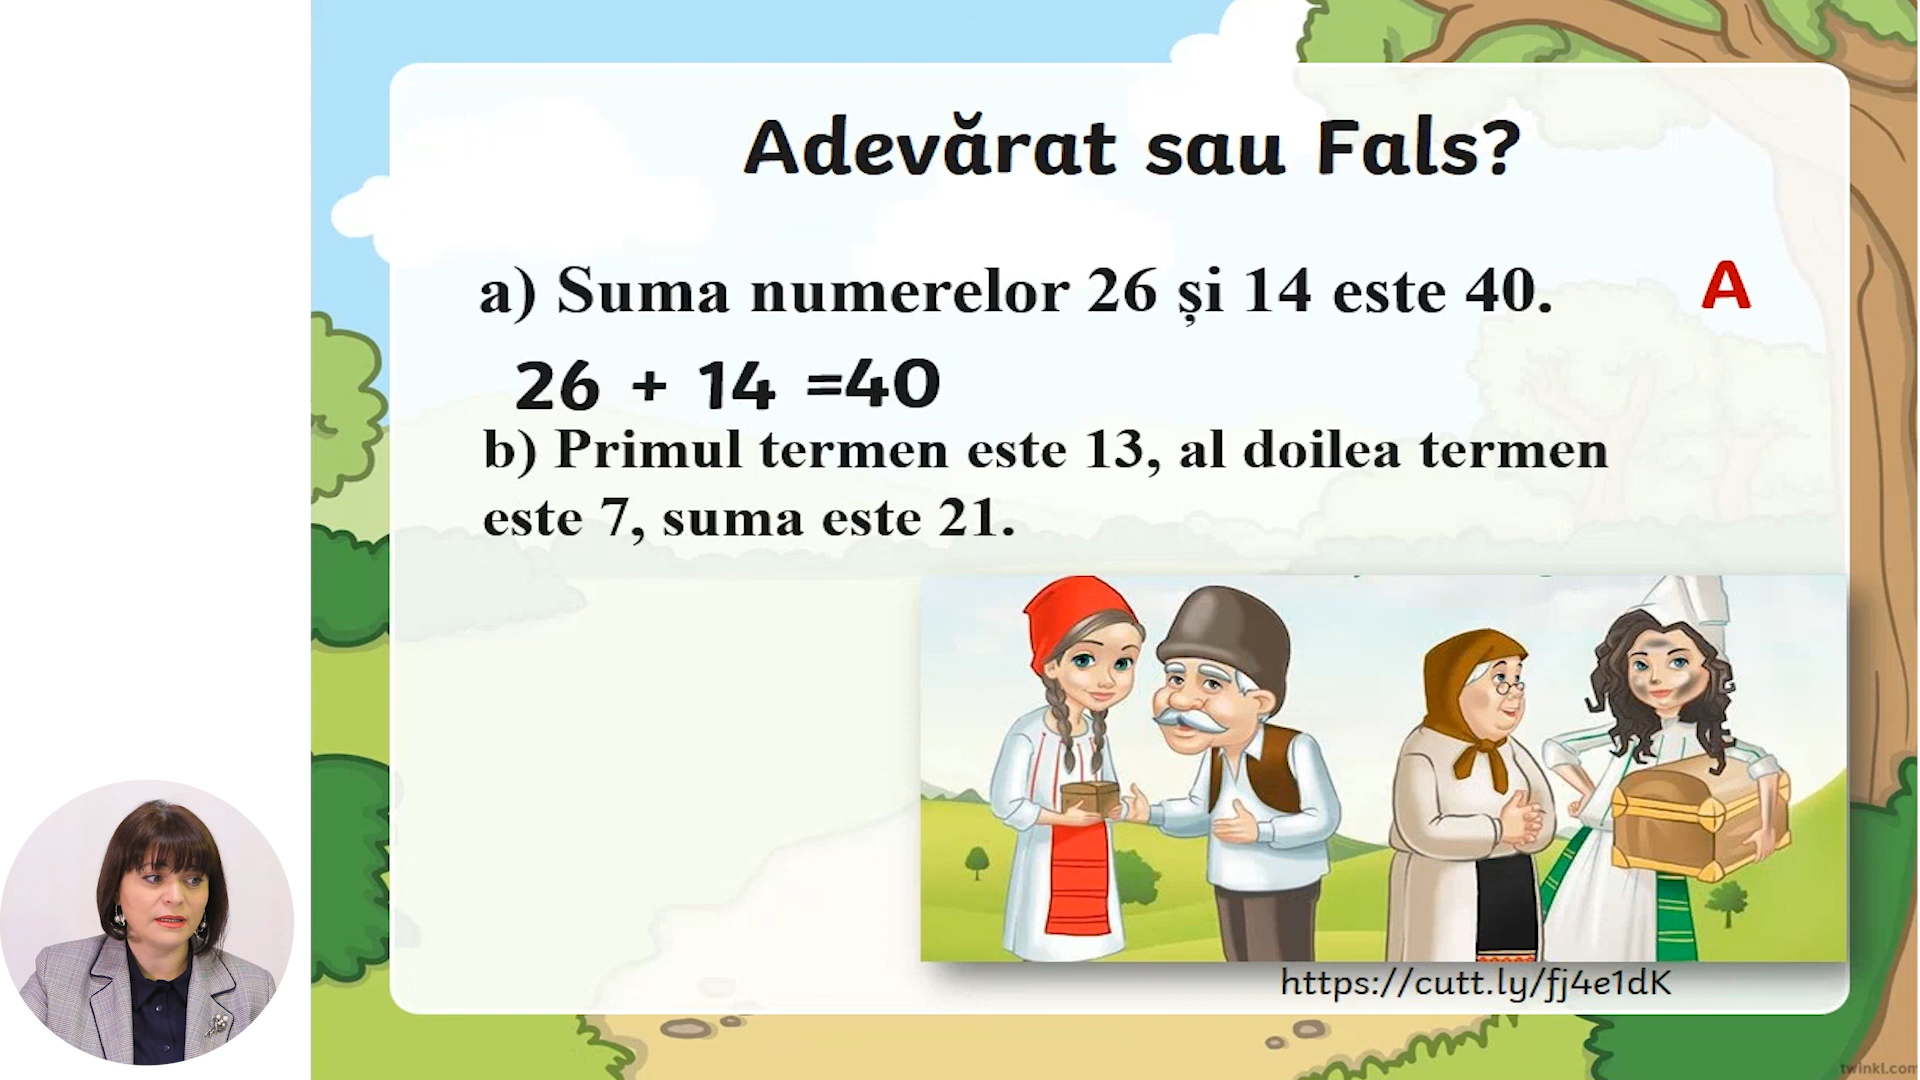 Adevărat sau Fals?
a) Suma numerelor 26 și 14 este 40.
A
26 + 14 =40
b) Primul termen este 13, al doilea termen
este 7, suma este 21.
https://cutt.ly/fj4e1dK
twinkl.com